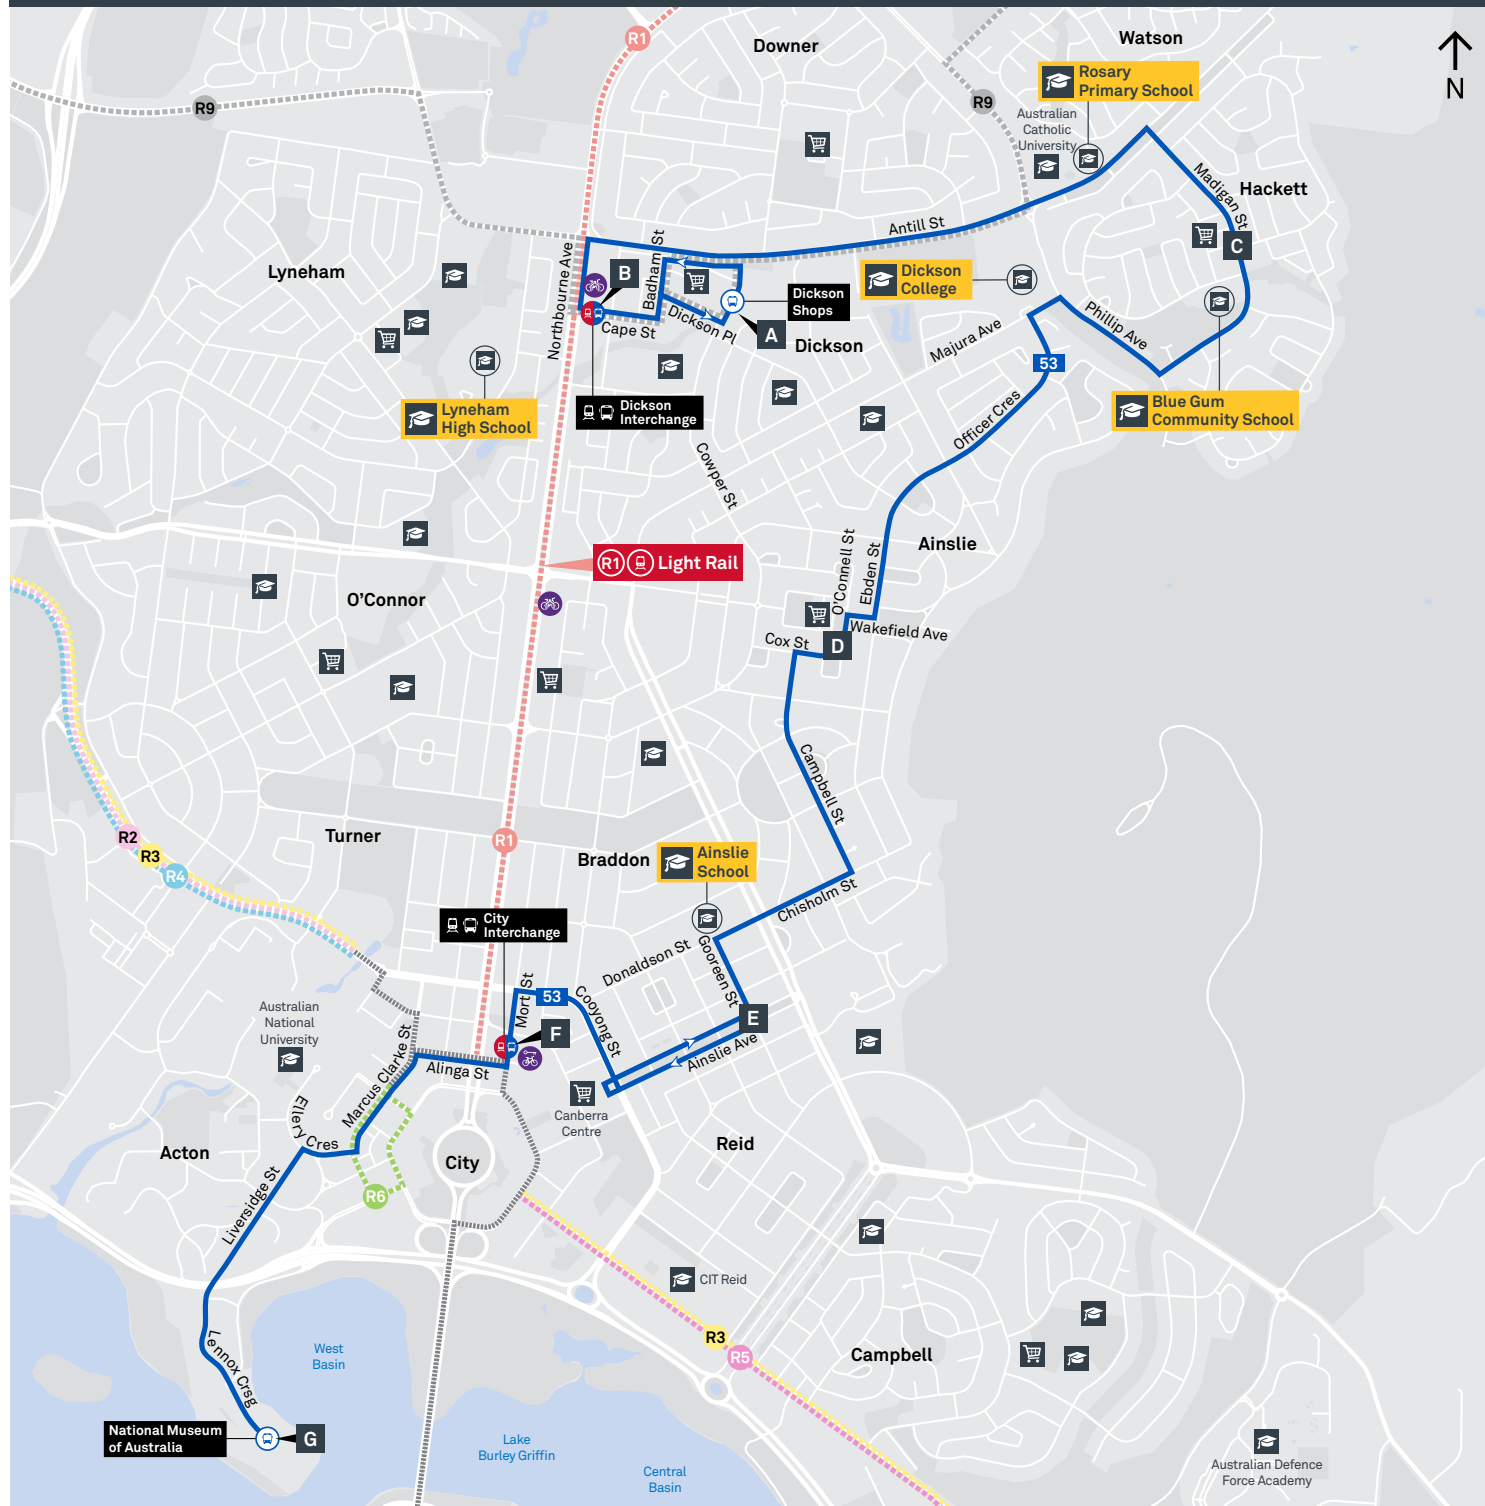 R1
Downer
Watson
N
Rosary
Primary School
R9
R9
Australian
Catholic
University
Madigan St
Hackett
Antill St
C
Lyneham
Northbourne Ave
Badham St
B
Dickson
College
Dickson
Shops
Cape St
Dickson Pl
A
Dickson
Majura Ave
Phillip Ave
53
Lyneham
High School
Dickson
Interchange
Blue Gum
Community School
Officer Cres
Cowper St
R1
Light Rail
Ainslie
O'Connell St
Ebden St
O'Connor
Wakefield Ave
Cox St
D
Campbell St
R2
R3
R4
Turner
R1
Braddon
Ainslie
School
Chisholm St
City
Interchange
Donaldson St
Gooreen St
Mort St
53
Cooyong St
E
Australian
National
University
F
Ainslie Ave
Marcus Clarke St
Alinga St
Canberra
Centre
Ellery Cres
Acton
City
Reid
R6
Liversidge St
CIT Reid
R3
R5
Campbell
Lennox Crsg
West
Basin
National Museum
of Australia
G
Lake
Burley Griffin
Central
Basin
Australian Defence
Force Academy